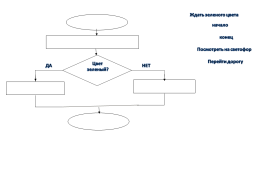 Ждать зеленого цвета
начало
конец
Посмотреть на светофор
Перейти дорогу
Цвет
зеленый?
ДА
НЕТ